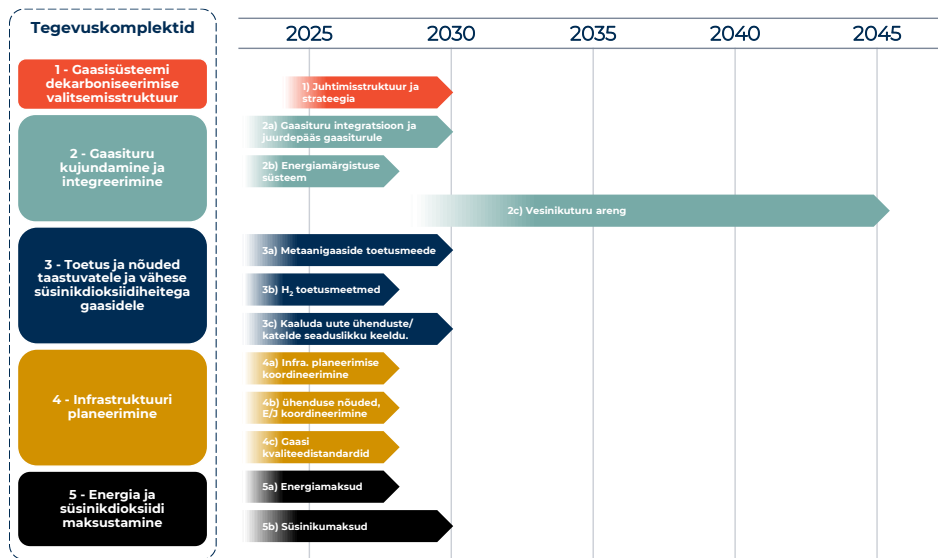 Tegevuskomplektid
2025
2030
2035
2040
2045
1 - Gaasisüsteemi
dekarboniseerimise
valitsemisstruktuur
1) Juhtimisstruktuur ja
strateegia
2 - Gaasituru
kujundamine ja
integreerimine
2a) Gaasituru integratsioon ja
juurdepääs gaasiturule
2b) Energiamärgistuse
süsteem
2c) Vesinikuturu areng
3 - Toetus ja nõuded
taastuvatele ja vähese
süsinikdioksiidiheitega
gaasidele
3a) Metaanigaaside toetusmeede
3b) H₂ toetusmeetmed
3c) Kaaluda uute ühenduste/
katelde seaduslikku keeldu.
4 - Infrastruktuuri
planeerimine
4a) Infra. planeerimise
koordineerimine
4b) ühenduse nõuded,
E/J koordineerimine
4c) Gaasi
kvaliteedistandardid
5 - Energia ja
süsinikdioksiidi
maksustamine
5a) Energiamaksud
5b) Süsinikumaksud